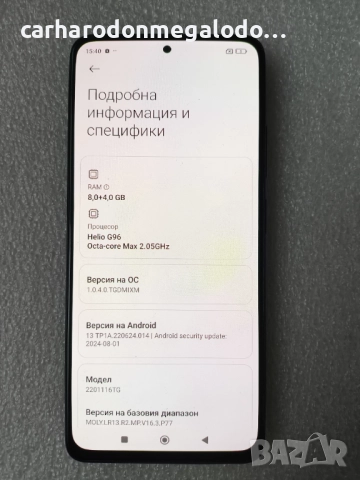 carharodonmegalodo...
15:40
Подробна
информация и
спецификa
RAM
8,0+4,0 GB
Процесор
Helio G96
Octa-core Max 2.05GHz
Версия на ОС
1.0.4.0.TGDMIXM
Версия на Android
13 TP1A.220624.014 | Android security update:
2024-08-01
Модел
2201116TG
Версия на базовия диапазон
MOLY.LR13.R2.MP.V16.3.P77
BAZAR